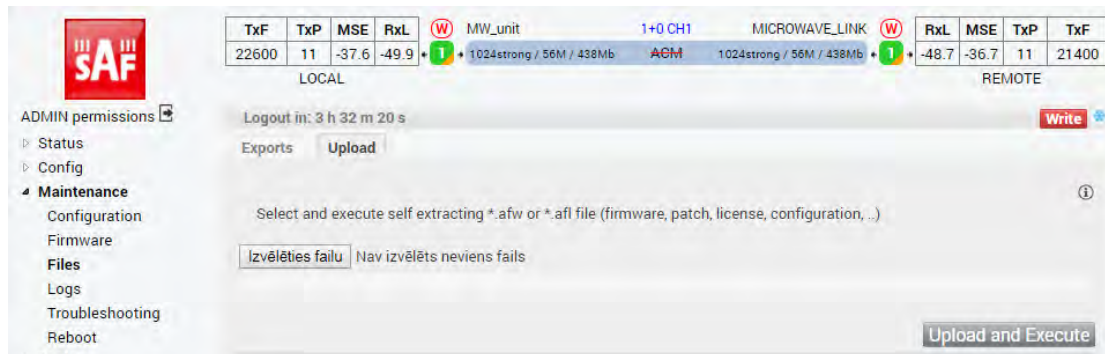 TxF TxP MSE RxL W MW_unit 1+0 CH1 MICROWAVE_LINK W RxL MSE TxP TxF
22600 11 -37.6 -49.9 1 1024strong / 56M / 438Mb ACM 1024strong / 56M / 438Mb 1 -48.7 -36.7 11 21400
LOCAL REMOTE
SAF
ADMIN permissions
Logout in: 3 h 32 m 20 s Write
Status
Exports Upload
Config
Maintenance
Configuration
Select and execute self extracting *.afw or *.afl file (firmware, patch, license, configuration, ..)
Firmware
Files
Izvēlēties failu Nav izvēlēts neviens fails
Logs
Troubleshooting
Reboot
Upload and Execute